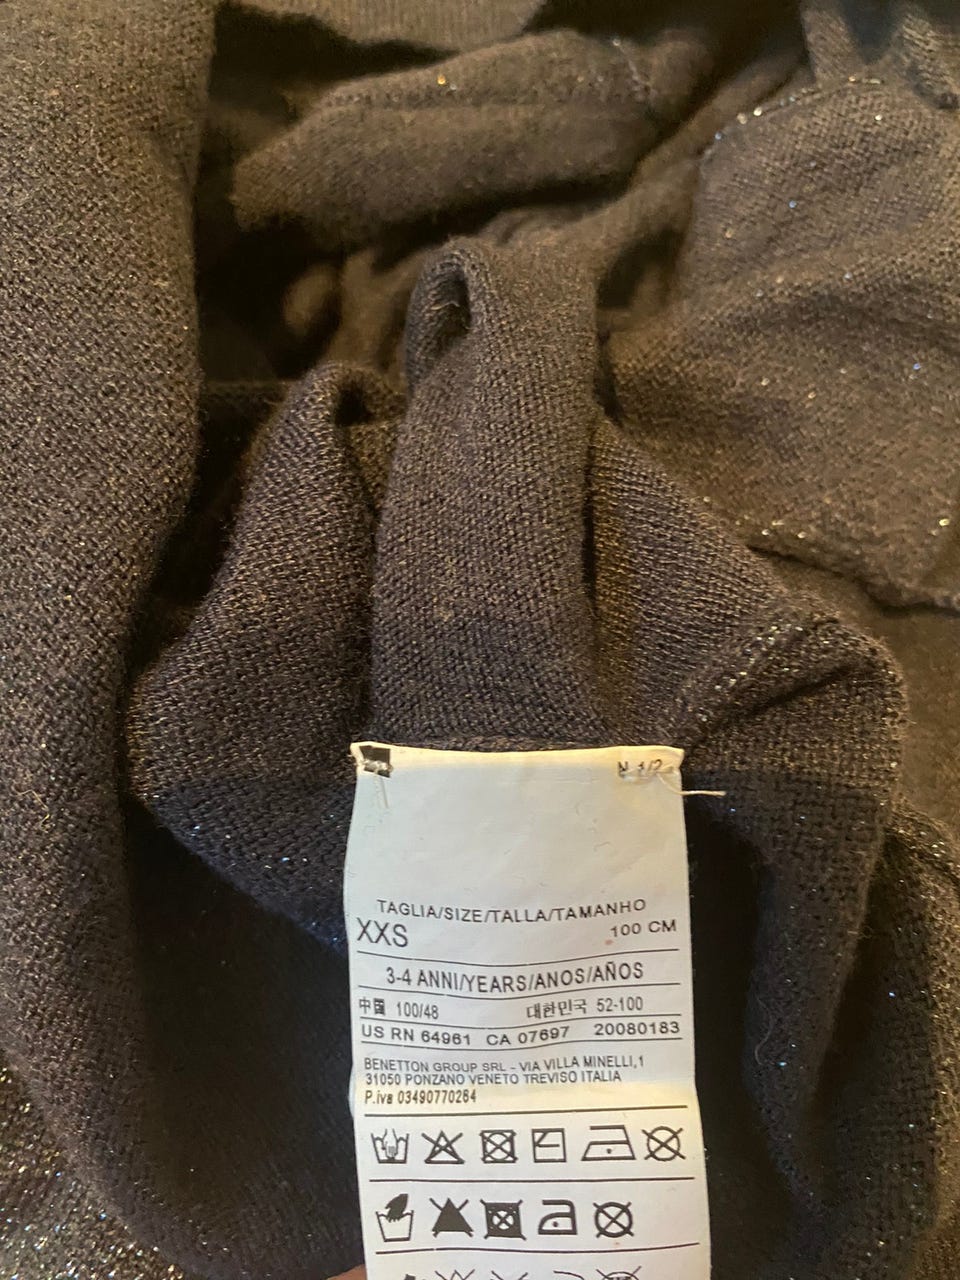 N 1/2
TAGLIA/SIZE/TALLA/TAMANHO
XXS 100 CM
3-4 ANNI/YEARS/ANOS/AÑOS
中国 100/48 대한민국 52-100
US RN 64961 CA 07697 20080183
BENETTON GROUP SRL - VIA VILLA MINELLI,1
31050 PONZANO VENETO TREVISO ITALIA
P.iva 03490770264